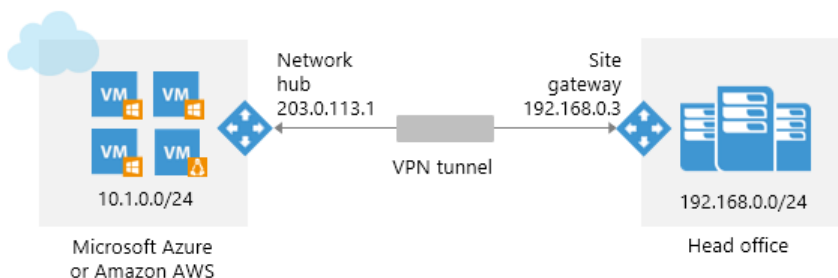 Network
hub
203.0.113.1
Site
gateway
192.168.0.3
VM
VM
VM
VM
VPN tunnel
10.1.0.0/24
192.168.0.0/24
Microsoft Azure
or Amazon AWS
Head office